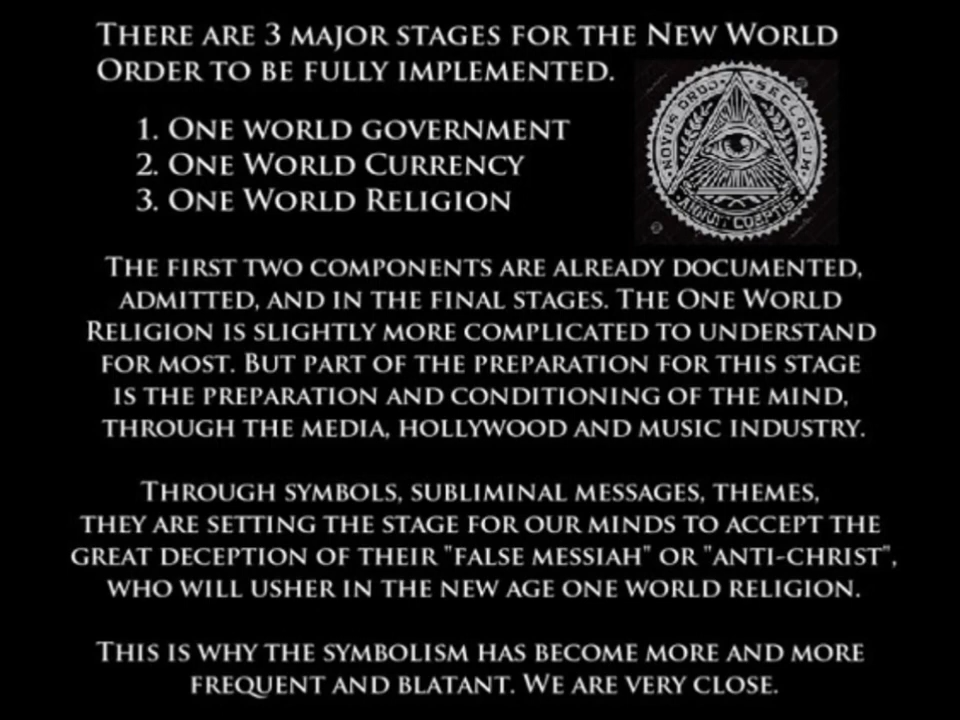 There are 3 major stages for the New World
Order to be fully implemented.
1. One world government
2. One World Currency
3. One World Religion
NOVUS ORDO SECLORUM
ANNUIT COEPTIS
The first two components are already documented,
admitted, and in the final stages. The One World
Religion is slightly more complicated to understand
for most. But part of the preparation for this stage
is the preparation and conditioning of the mind,
through the media, Hollywood and music industry.
Through symbols, subliminal messages, themes,
they are setting the stage for our minds to accept the
great deception of their "false messiah" or "anti-christ",
who will usher in the new age one world religion.
This is why the symbolism has become more and more
frequent and blatant. We are very close.